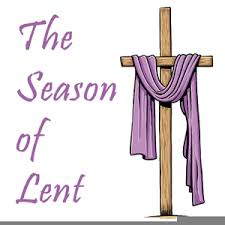 The
Season
of
Lent